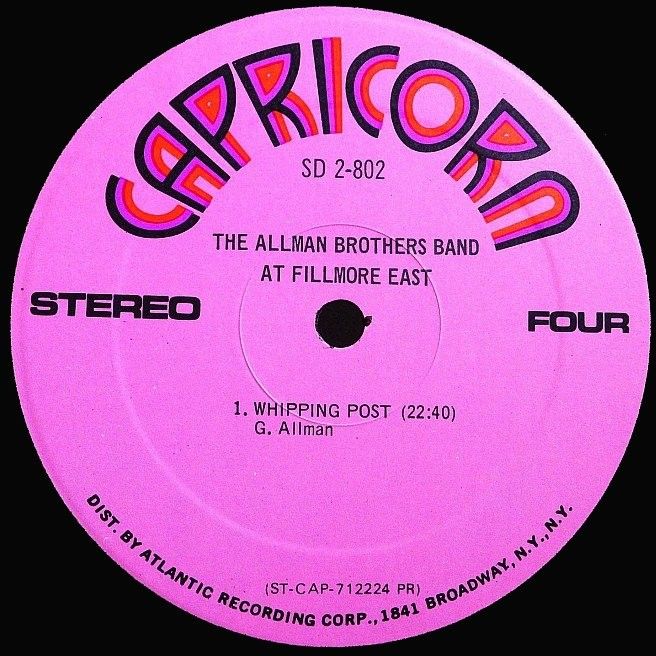 CAPRICORN
SD 2-802
THE ALLMAN BROTHERS BAND
AT FILLMORE EAST
STEREO
FOUR
1. WHIPPING POST (22:40)
G. Allman
(ST-CAP-712224 PR)
DIST. BY ATLANTIC RECORDING CORP., 1841 BROADWAY, N.Y., N.Y.